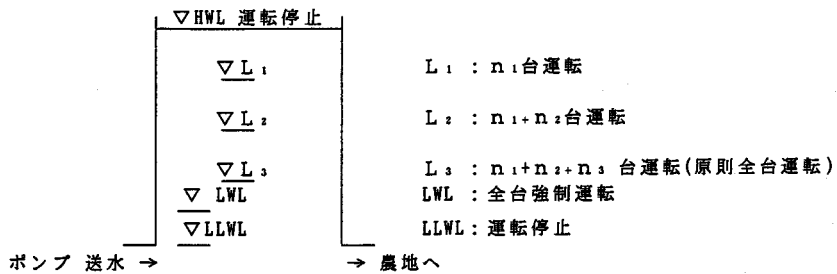 ▽HWL 運転停止
▽L₁ L₁ : n₁台運転
▽L₂ L₂ : n₁+n₂台運転
▽L₃ L₃ : n₁+n₂+n₃ 台運転(原則全台運転)
▽ LWL LWL : 全台強制運転
▽LLWL LLWL : 運転停止
ポンプ 送水 → → 農地へ